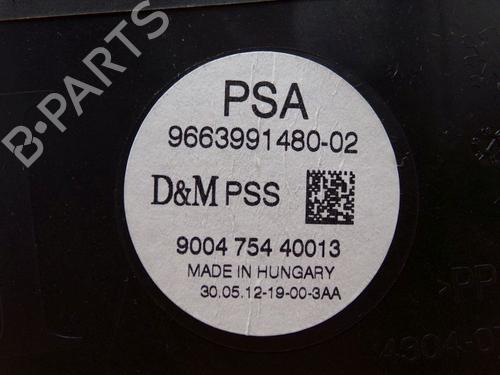 B-PARTS
PSA
9663991480-02
D&M PSS
9004 754 40013
MADE IN HUNGARY
30.05.12-19-00-3AA